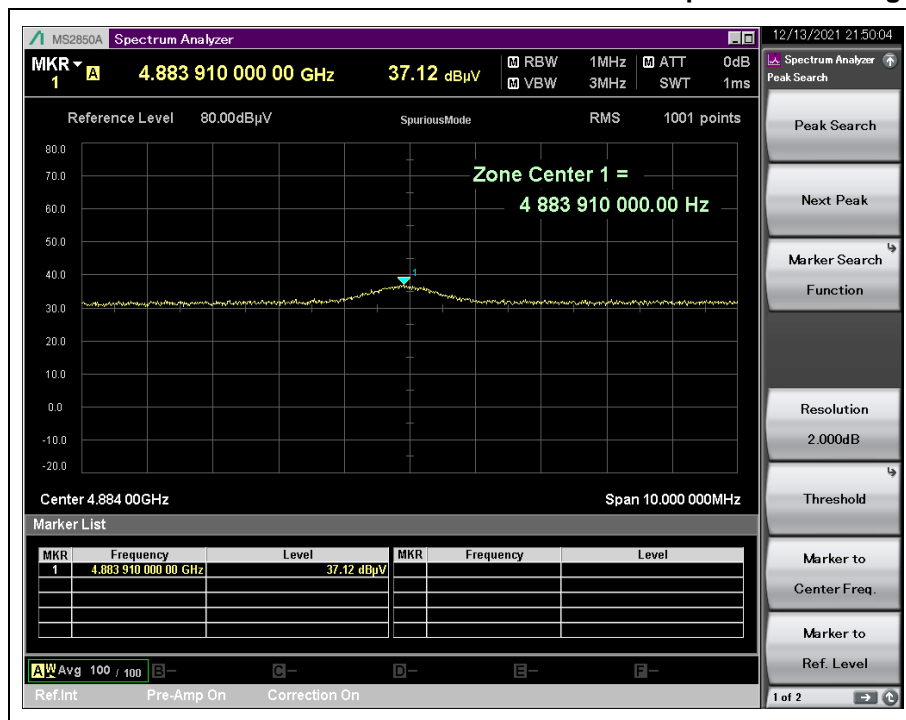 MS2850A Spectrum Analyzer
12/13/2021 21:50:04
MKR 1 A 4.883 910 000 00 GHz 37.12 dBµV
M RBW 1MHz M ATT 0dB
M VBW 3MHz SWT 1ms
Reference Level 80.00dBµV SpuriousMode RMS 1001 points
80.0
70.0
60.0
50.0
40.0
30.0
20.0
10.0
0.0
-10.0
-20.0
Zone Center 1 =
4 883 910 000.00 Hz
1
Center 4.884 00GHz Span 10.000 000MHz
Marker List
MKR Frequency Level MKR Frequency Level
1 4.883 910 000 00 GHz 37.12 dBµV
A W Avg 100 / 100 B- C- D- E- F-
Ref.Int Pre-Amp On Correction On
Spectrum Analyzer
Peak Search
Peak Search
Next Peak
Marker Search
Function
Resolution
2.000dB
Threshold
Marker to
Center Freq.
Marker to
Ref. Level
1 of 2